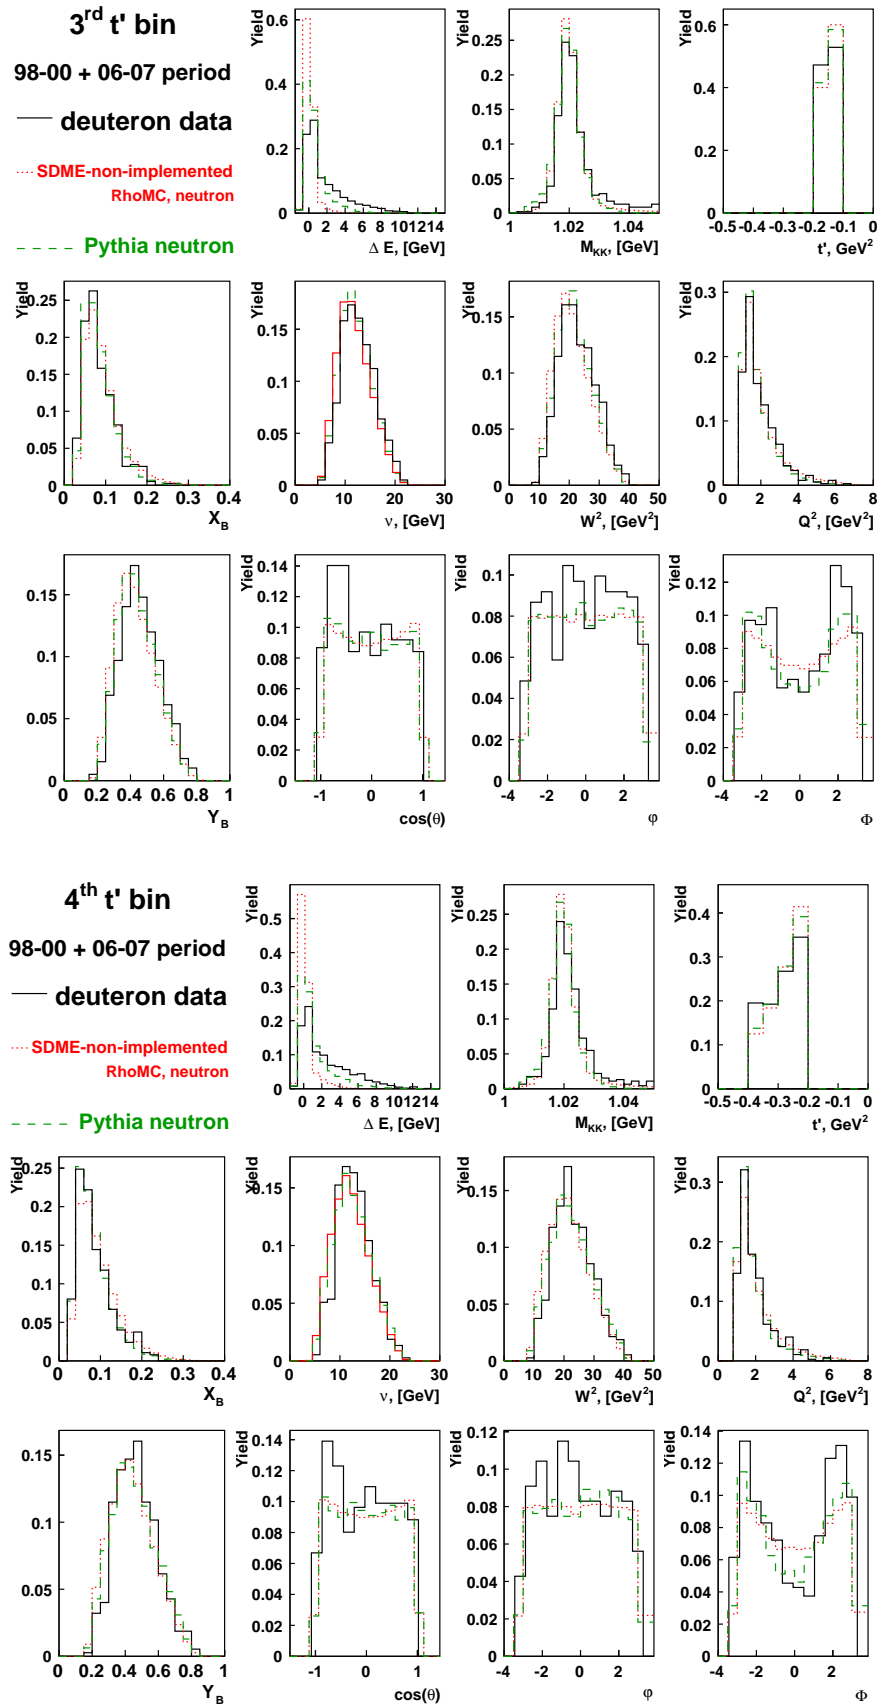 3rd t' bin
98-00 + 06-07 period
deuteron data
SDME-non-implemented
RhoMC, neutron
Pythia neutron
Yield
0.6
0.4
0.2
0
0 2 4 6 8 10 12 14
Δ E, [GeV]
Yield
0.25
0.2
0.15
0.1
0.05
0
1 1.02 1.04
M_KK, [GeV]
Yield
0.6
0.4
0.2
0
-0.5 -0.4 -0.3 -0.2 -0.1 0
t', GeV²
Yield
0.25
0.2
0.15
0.1
0.05
0
0 0.1 0.2 0.3 0.4
X_B
Yield
0.15
0.1
0.05
0
0 10 20 30
ν, [GeV]
Yield
0.2
0.15
0.1
0.05
0
0 10 20 30 40 50
W², [GeV²]
Yield
0.3
0.2
0.1
0
0 2 4 6 8
Q², [GeV²]
Yield
0.15
0.1
0.05
0
0 0.2 0.4 0.6 0.8 1
Y_B
Yield
0.14
0.12
0.1
0.08
0.06
0.04
0.02
0
-1 0 1
cos(θ)
Yield
0.1
0.08
0.06
0.04
0.02
0
-4 -2 0 2
φ
Yield
0.12
0.1
0.08
0.06
0.04
0.02
0
-4 -2 0 2
Φ
4th t' bin
98-00 + 06-07 period
deuteron data
SDME-non-implemented
RhoMC, neutron
Pythia neutron
Yield
0.5
0.4
0.3
0.2
0.1
0
0 2 4 6 8 10 12 14
Δ E, [GeV]
Yield
0.25
0.2
0.15
0.1
0.05
0
1 1.02 1.04
M_KK, [GeV]
Yield
0.4
0.3
0.2
0.1
0
-0.5 -0.4 -0.3 -0.2 -0.1 0
t', GeV²
Yield
0.25
0.2
0.15
0.1
0.05
0
0 0.1 0.2 0.3 0.4
X_B
Yield
0.15
0.1
0.05
0
0 10 20 30
ν, [GeV]
Yield
0.15
0.1
0.05
0
0 10 20 30 40 50
W², [GeV²]
Yield
0.3
0.2
0.1
0
0 2 4 6 8
Q², [GeV²]
Yield
0.15
0.1
0.05
0
0 0.2 0.4 0.6 0.8 1
Y_B
Yield
0.14
0.12
0.1
0.08
0.06
0.04
0.02
0
-1 0 1
cos(θ)
Yield
0.12
0.1
0.08
0.06
0.04
0.02
0
-4 -2 0 2
φ
Yield
0.14
0.12
0.1
0.08
0.06
0.04
0.02
0
-4 -2 0 2
Φ